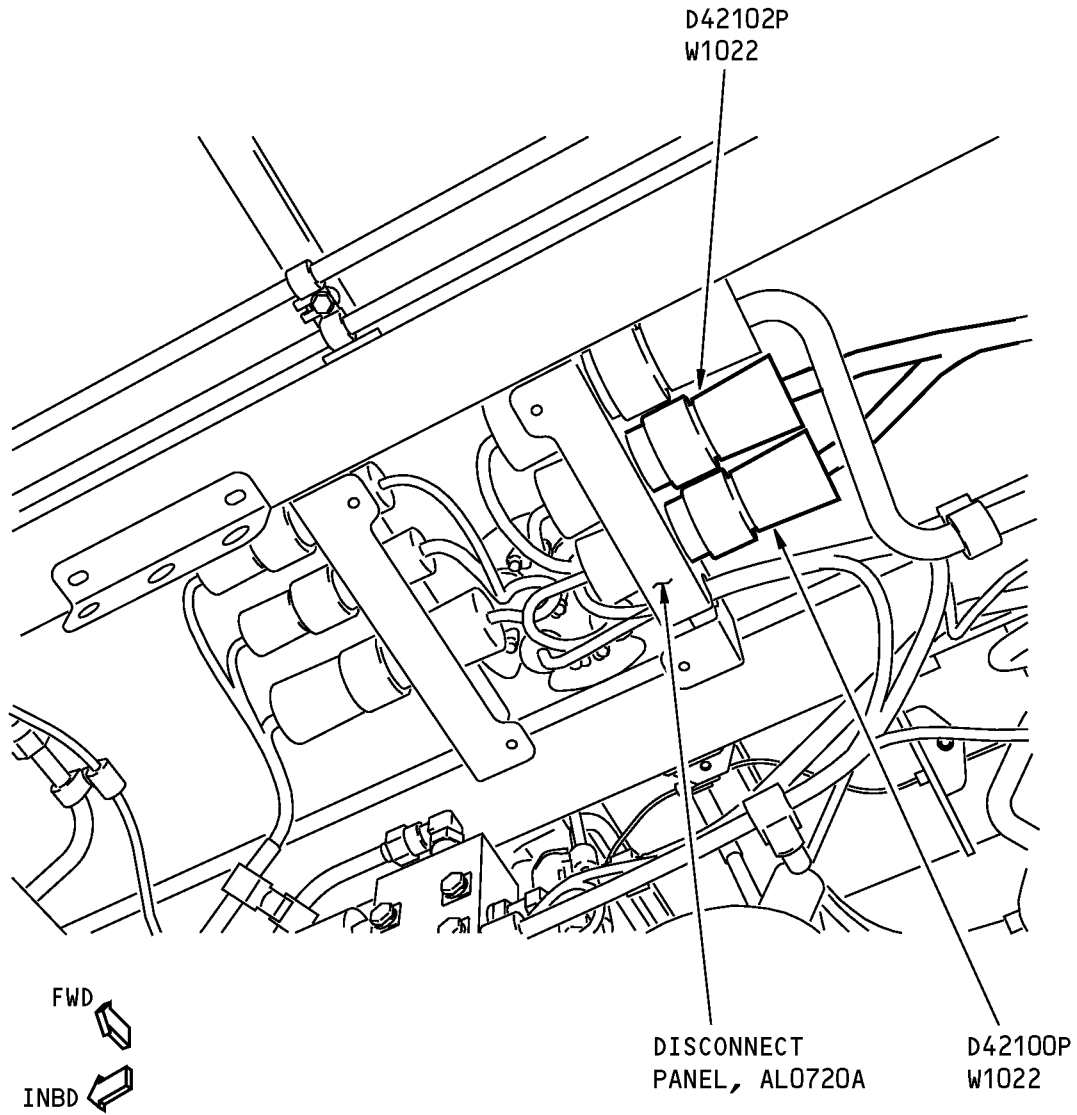 D42102P
W1022
FWD
INBD
DISCONNECT
PANEL, AL0720A
D42100P
W1022